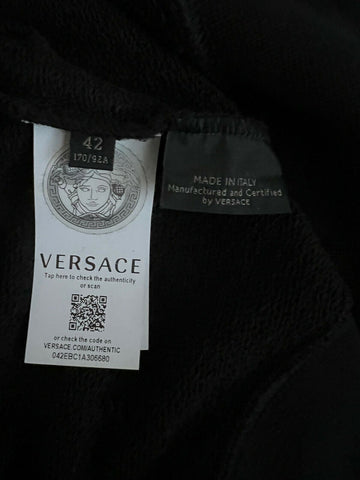 42
170/92A
VERSACE
Tap here to check the authenticity
or scan
or check the code on
VERSACE.COM/AUTHENTIC
042EBC1A306680
MADE IN ITALY
Manufactured and Certified
by VERSACE